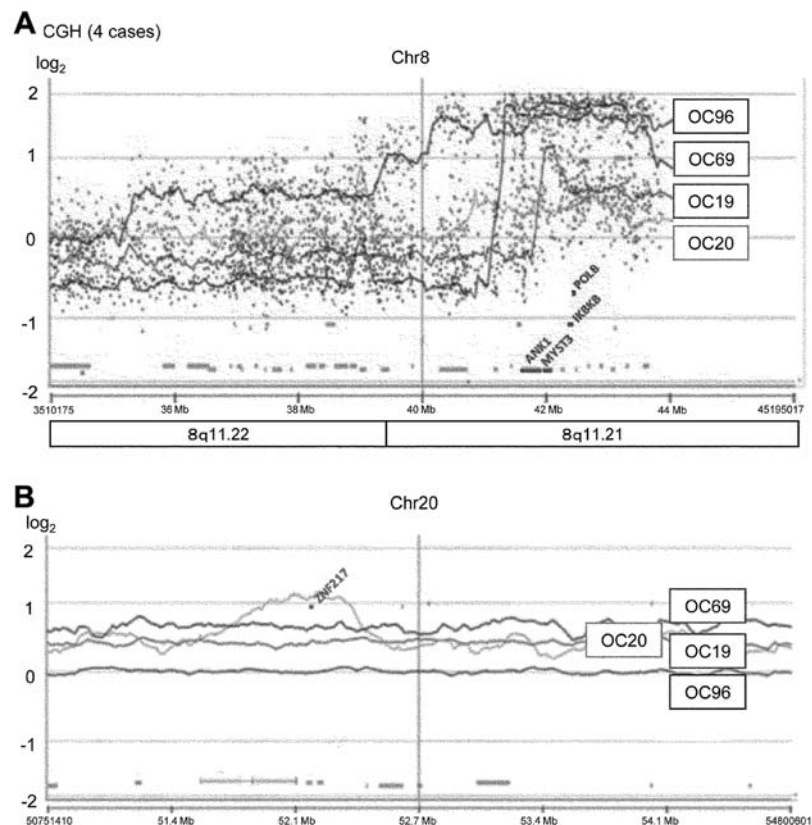 A CGH (4 cases)
log2
Chr8
2
1
0
-1
-2
OC96
OC69
OC19
OC20
POLB
IKBKB
ANK1
MYST3
3510175
36 Mb
38 Mb
40 Mb
42 Mb
44 Mb
45195017
8q11.22
8q11.21
B
Chr20
log2
2
1
0
-1
-2
ZNF217
OC69
OC20
OC19
OC96
50751410
51.4 Mb
52.1 Mb
52.7 Mb
53.4 Mb
54.1 Mb
54800601